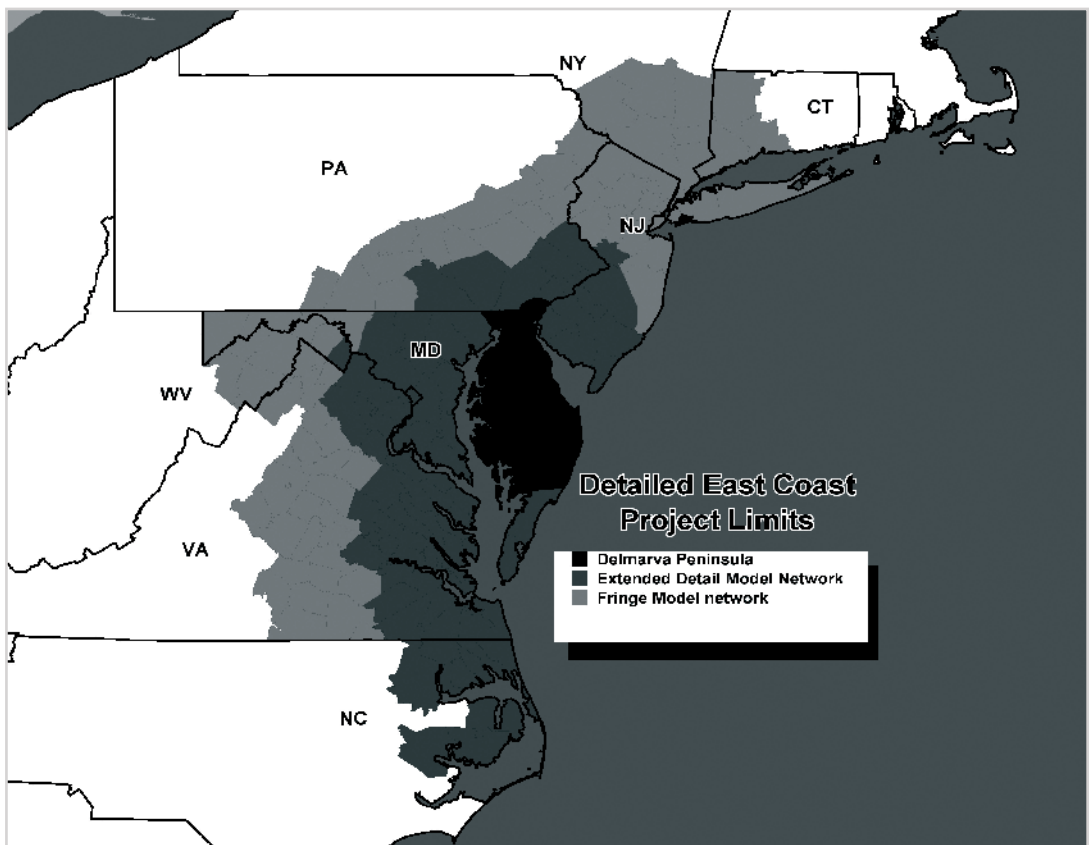 NY
CT
PA
NJ
MD
WV
Detailed East Coast
Project Limits
VA
Delmarva Peninsula
Extended Detail Model Network
Fringe Model network
NC